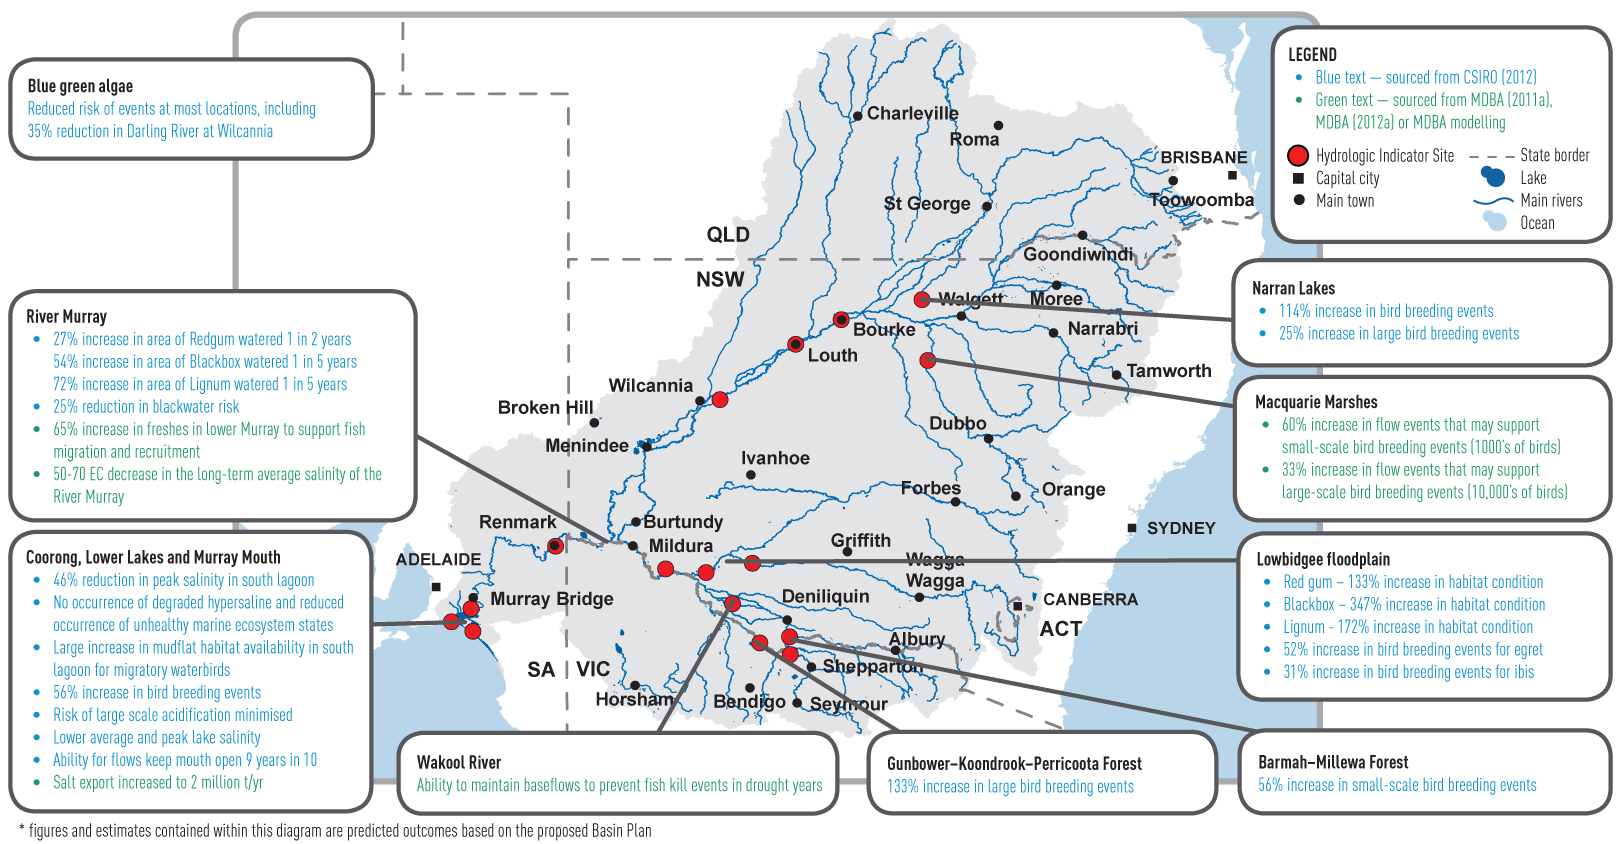 Blue green algae
Reduced risk of events at most locations, including
35% reduction in Darling River at Wilcannia
LEGEND
• Blue text — sourced from CSIRO (2012)
• Green text — sourced from MDBA (2011a),
MDBA (2012a) or MDBA modelling
Hydrologic Indicator Site
State border
Capital city
Lake
Main town
Main rivers
Ocean
Charleville
Roma
BRISBANE
Toowoomba
St George
QLD
Goondiwindi
NSW
Walgett
Moree
Bourke
Narrabri
Louth
Tamworth
Wilcannia
Broken Hill
Dubbo
Menindee
Ivanhoe
Forbes
Orange
Renmark
Burtundy
SYDNEY
Mildura
Griffith
ADELAIDE
Wagga
Wagga
Murray Bridge
Deniliquin
CANBERRA
ACT
Albury
SA
VIC
Shepparton
Horsham
Bendigo
Seymour
Narran Lakes
• 114% increase in bird breeding events
• 25% increase in large bird breeding events
River Murray
• 27% increase in area of Redgum watered 1 in 2 years
54% increase in area of Blackbox watered 1 in 5 years
72% increase in area of Lignum watered 1 in 5 years
• 25% reduction in blackwater risk
• 65% increase in freshes in lower Murray to support fish
migration and recruitment
• 50-70 EC decrease in the long-term average salinity of the
River Murray
Macquarie Marshes
• 60% increase in flow events that may support
small-scale bird breeding events (1000's of birds)
• 33% increase in flow events that may support
large-scale bird breeding events (10,000's of birds)
Coorong, Lower Lakes and Murray Mouth
• 46% reduction in peak salinity in south lagoon
• No occurrence of degraded hypersaline and reduced
occurrence of unhealthy marine ecosystem states
• Large increase in mudflat habitat availability in south
lagoon for migratory waterbirds
• 56% increase in bird breeding events
• Risk of large scale acidification minimised
• Lower average and peak lake salinity
• Ability for flows keep mouth open 9 years in 10
• Salt export increased to 2 million t/yr
Lowbidgee floodplain
• Red gum – 133% increase in habitat condition
• Blackbox – 347% increase in habitat condition
• Lignum - 172% increase in habitat condition
• 52% increase in bird breeding events for egret
• 31% increase in bird breeding events for ibis
Wakool River
Ability to maintain baseflows to prevent fish kill events in drought years
Gunbower–Koondrook–Perricoota Forest
133% increase in large bird breeding events
Barmah–Millewa Forest
56% increase in small-scale bird breeding events
* figures and estimates contained within this diagram are predicted outcomes based on the proposed Basin Plan